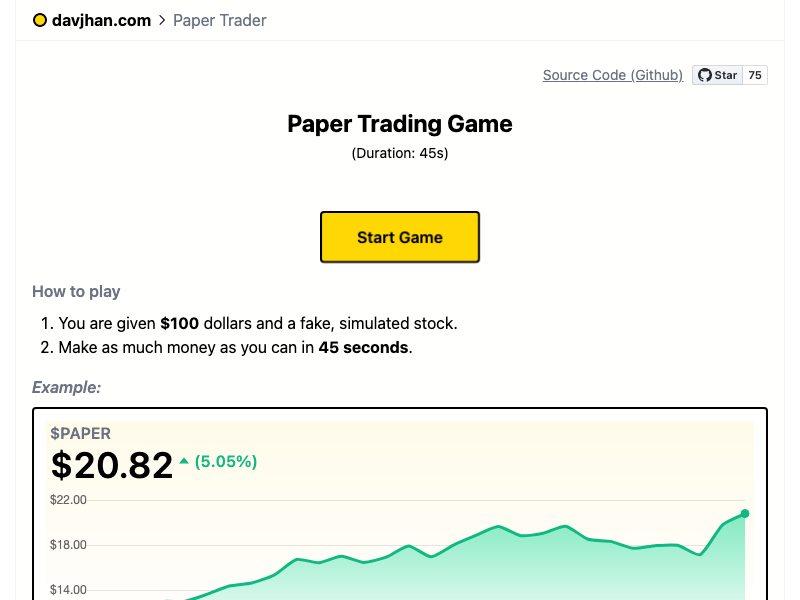 davjhan.com > Paper Trader
Source Code (Github) Star 75
Paper Trading Game
(Duration: 45s)
Start Game
How to play
1. You are given $100 dollars and a fake, simulated stock.
2. Make as much money as you can in 45 seconds.
Example:
$PAPER
$20.82 (5.05%)
$22.00
$18.00
$14.00